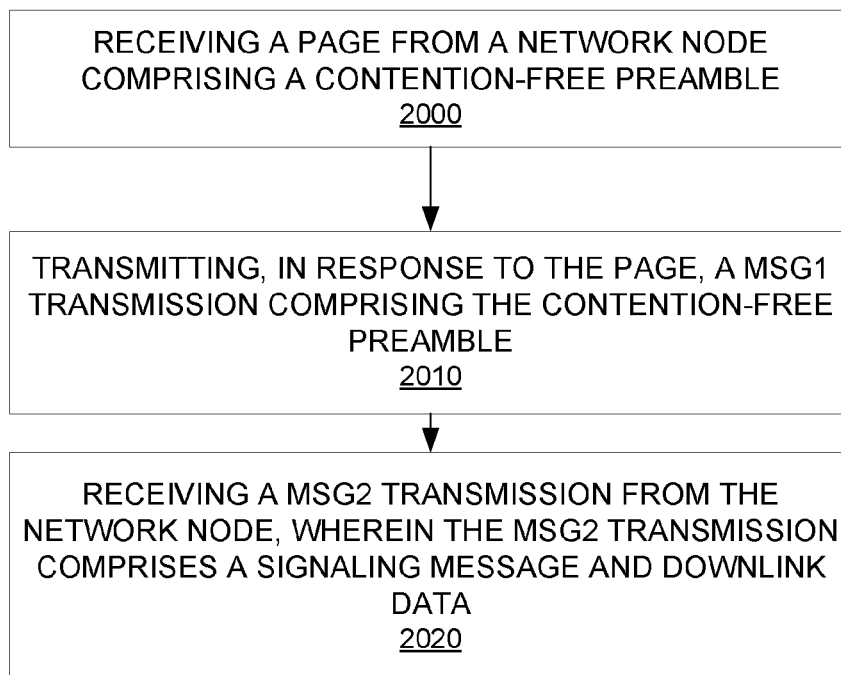 RECEIVING A PAGE FROM A NETWORK NODE
COMPRISING A CONTENTION-FREE PREAMBLE
2000
TRANSMITTING, IN RESPONSE TO THE PAGE, A MSG1
TRANSMISSION COMPRISING THE CONTENTION-FREE
PREAMBLE
2010
RECEIVING A MSG2 TRANSMISSION FROM THE
NETWORK NODE, WHEREIN THE MSG2 TRANSMISSION
COMPRISES A SIGNALING MESSAGE AND DOWNLINK
DATA
2020